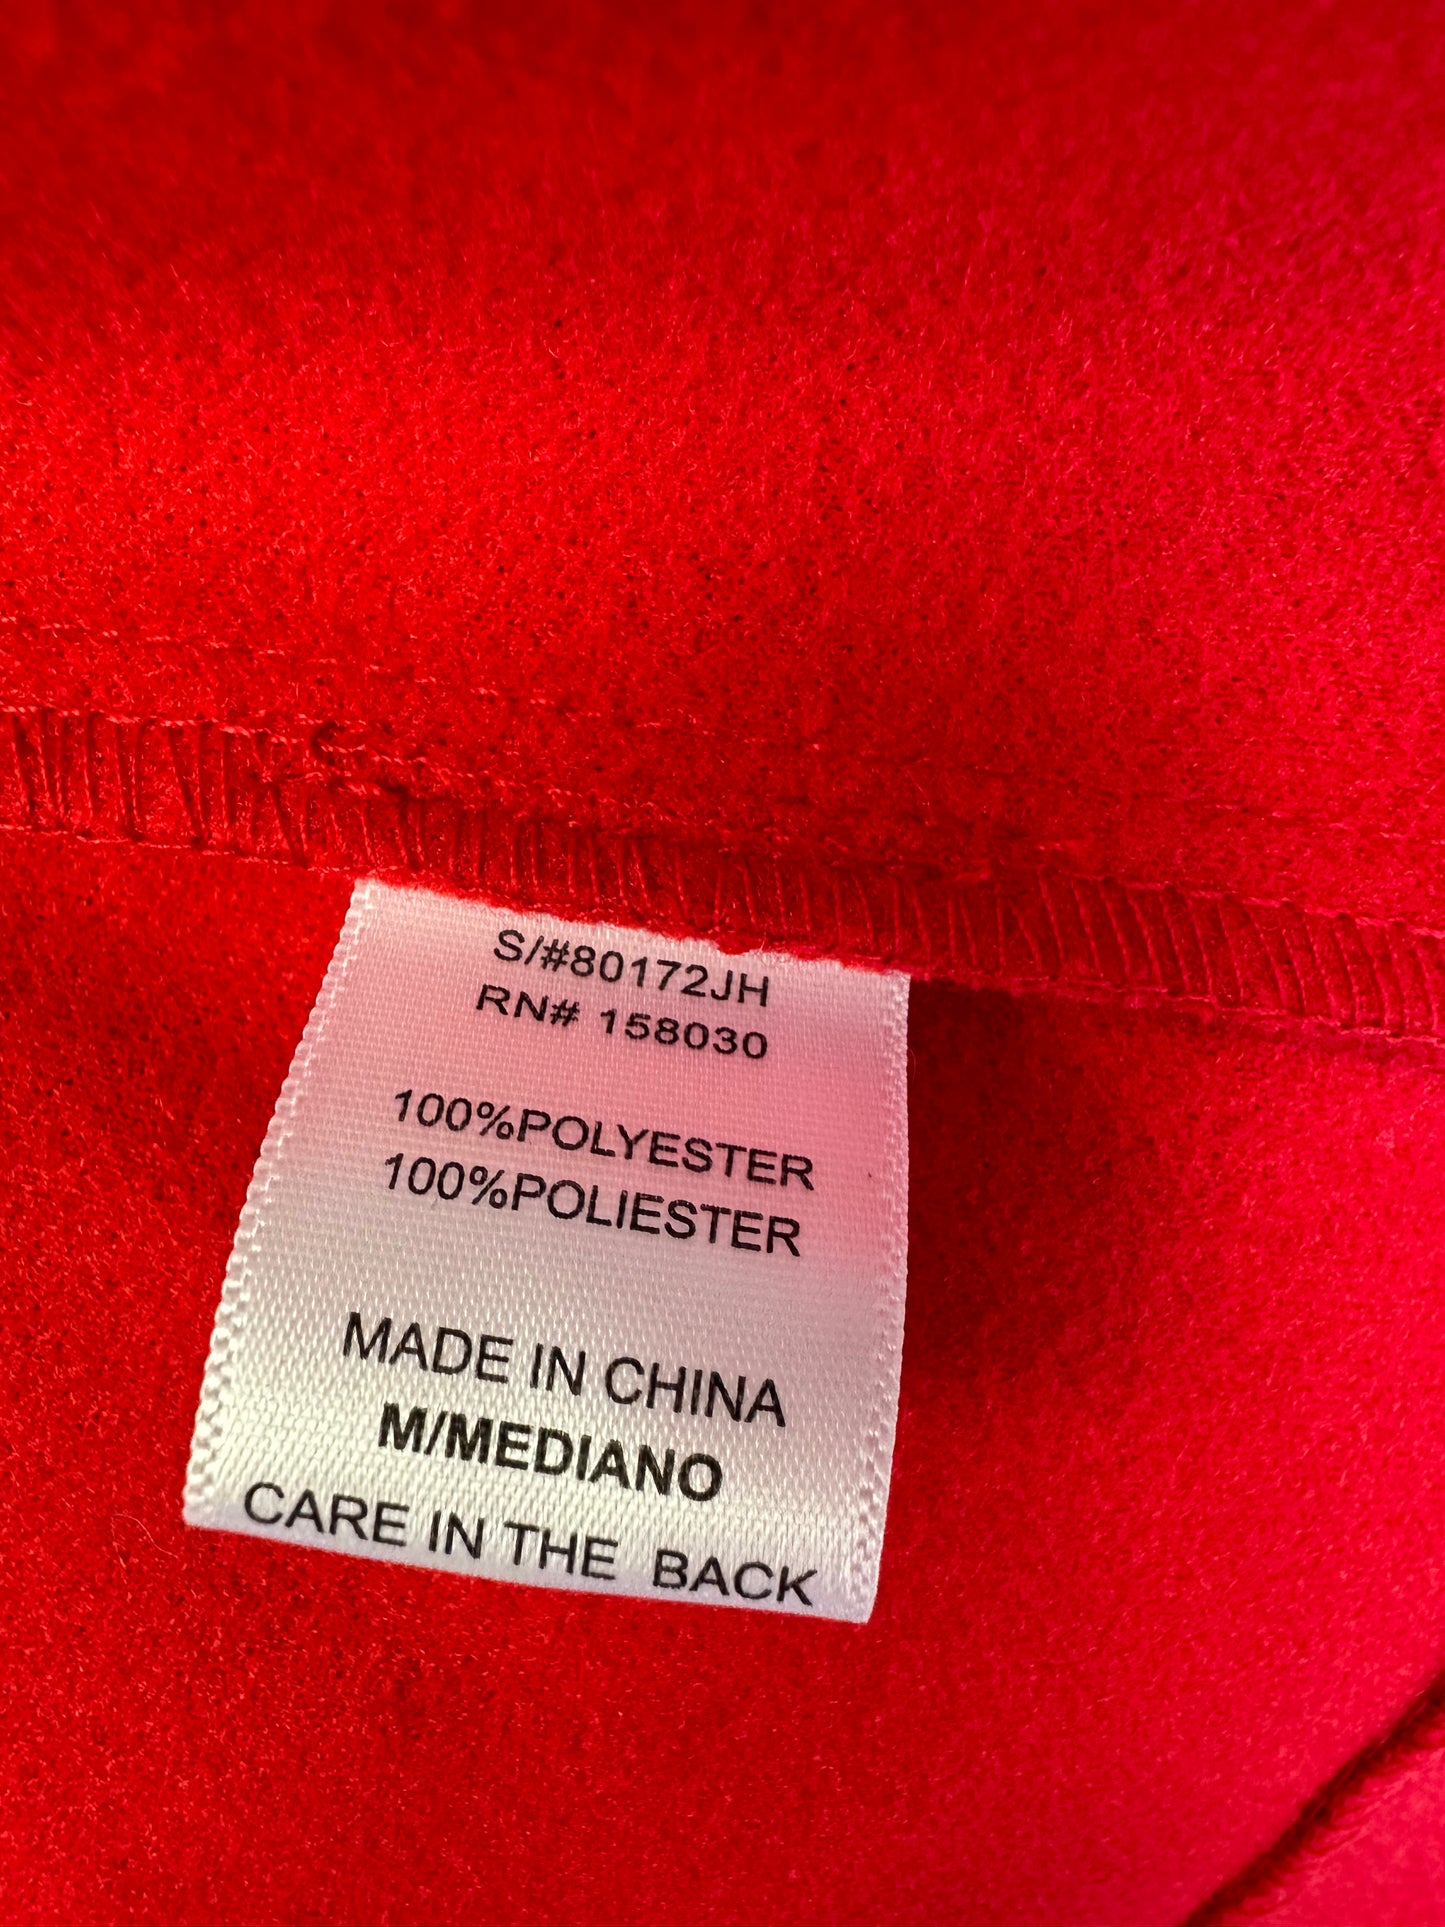 S/#80172JH
RN# 158030
100%POLYESTER
100%POLIESTER
MADE IN CHINA
M/MEDIANO
CARE IN THE BACK